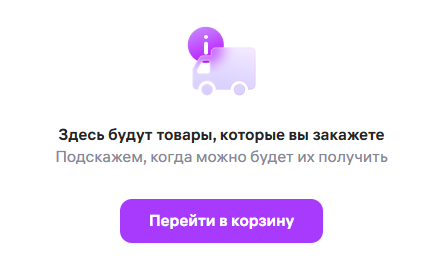 Здесь будут товары, которые вы закажете
Подскажем, когда можно будет их получить
Перейти в корзину